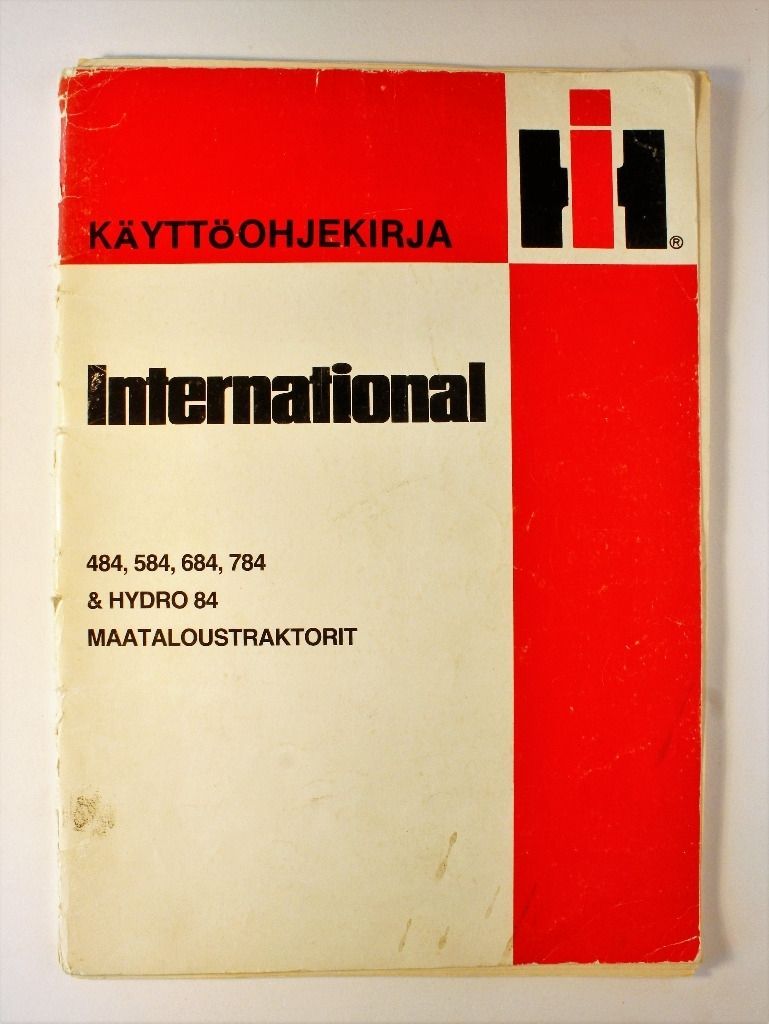 IH®
KÄYTTÖOHJEKIRJA
International
484, 584, 684, 784
& HYDRO 84
MAATALOUSTRAKTORIT